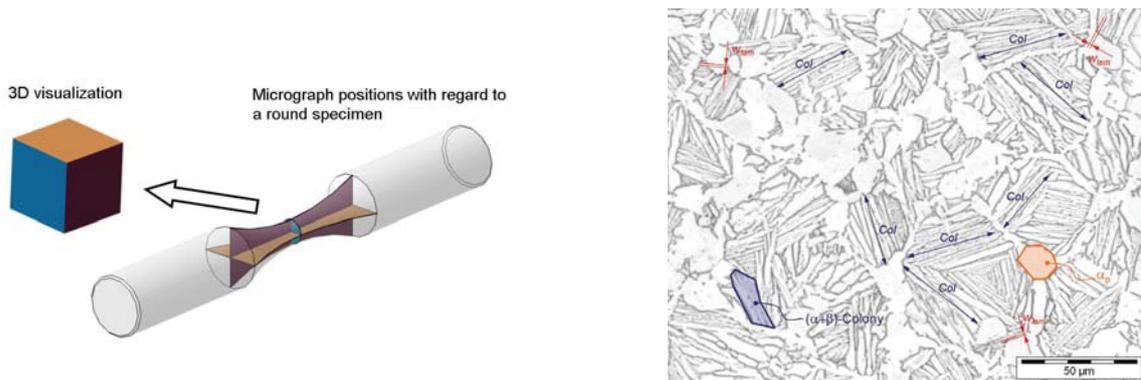 3D visualization
Micrograph positions with regard to
a round specimen
w_lam
Col
Col
w_lam
Col
Col
Col
Col
Col
α_p
(α+β)-Colony
w_lam
50 µm